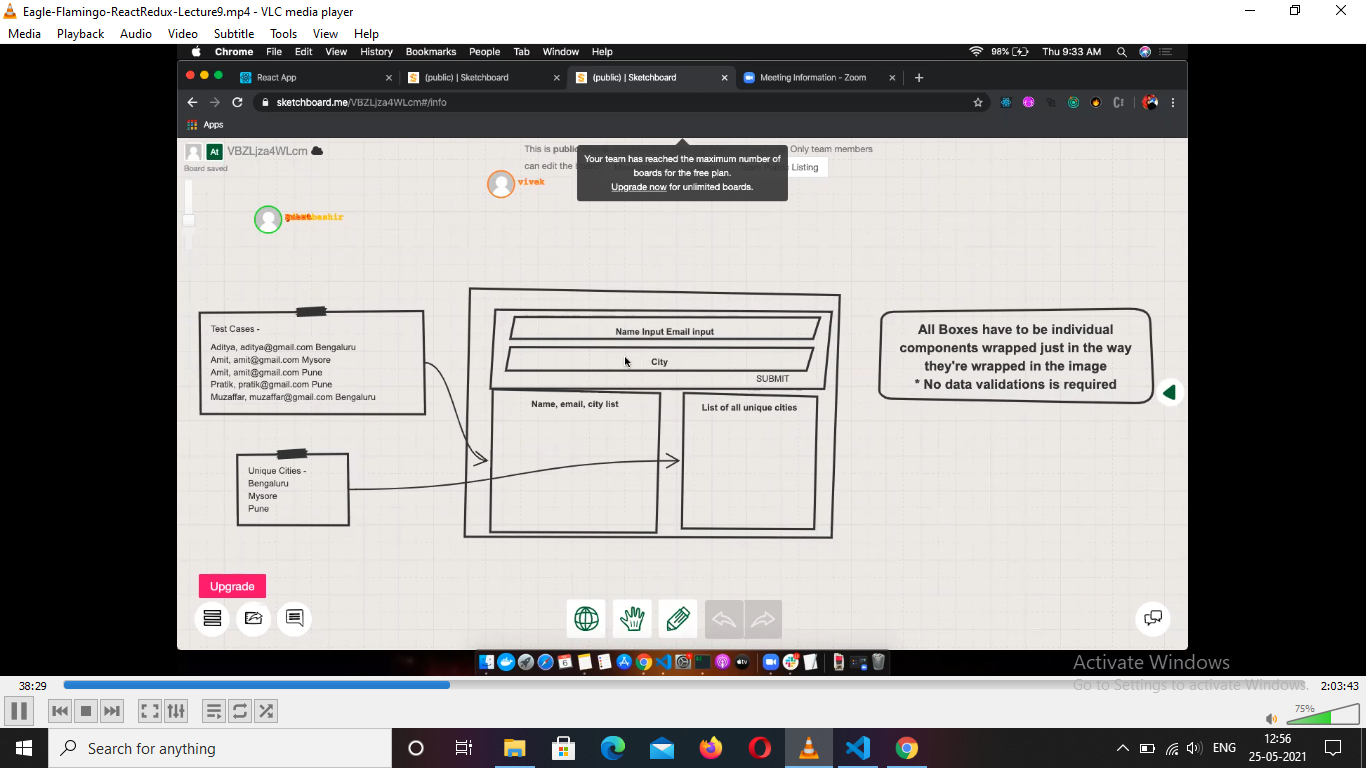 Eagle-Flamingo-ReactRedux-Lecture9.mp4 - VLC media player
Media Playback Audio Video Subtitle Tools View Help
Chrome File Edit View History Bookmarks People Tab Window Help
98% Thu 9:33 AM
React App
(public) | Sketchboard
(public) | Sketchboard
Meeting Information - Zoom
sketchboard.me/VBZLjza4WLcm#/info
Apps
At VBZLjza4WLcm
Board saved
This is public
Only team members
can edit the
Listing
Your team has reached the maximum number of
boards for the free plan.
Upgrade now for unlimited boards.
vivek
bashir
Test Cases -
Aditya, aditya@gmail.com Bengaluru
Amit, amit@gmail.com Mysore
Amit, amit@gmail.com Pune
Pratik, pratik@gmail.com Pune
Muzaffar, muzaffar@gmail.com Bengaluru
Unique Cities -
Bengaluru
Mysore
Pune
Name Input Email input
City
SUBMIT
Name, email, city list
List of all unique cities
All Boxes have to be individual
components wrapped just in the way
they're wrapped in the image
* No data validations is required
Upgrade
Activate Windows
Go to Settings to activate Windows.
38:29
2:03:43
75%
Search for anything
ENG
12:56
25-05-2021